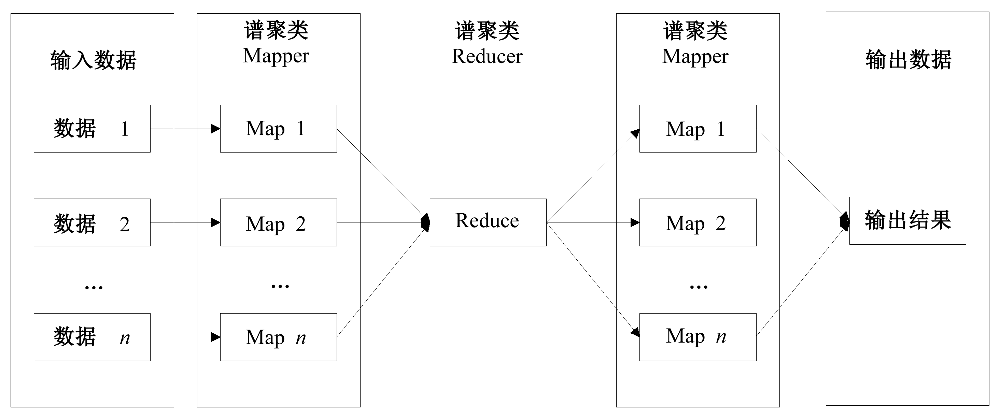 输入数据
数据 1
数据 2
...
数据 n
谱聚类
Mapper
Map 1
Map 2
...
Map n
谱聚类
Reducer
Reduce
谱聚类
Mapper
Map 1
Map 2
...
Map n
输出数据
输出结果